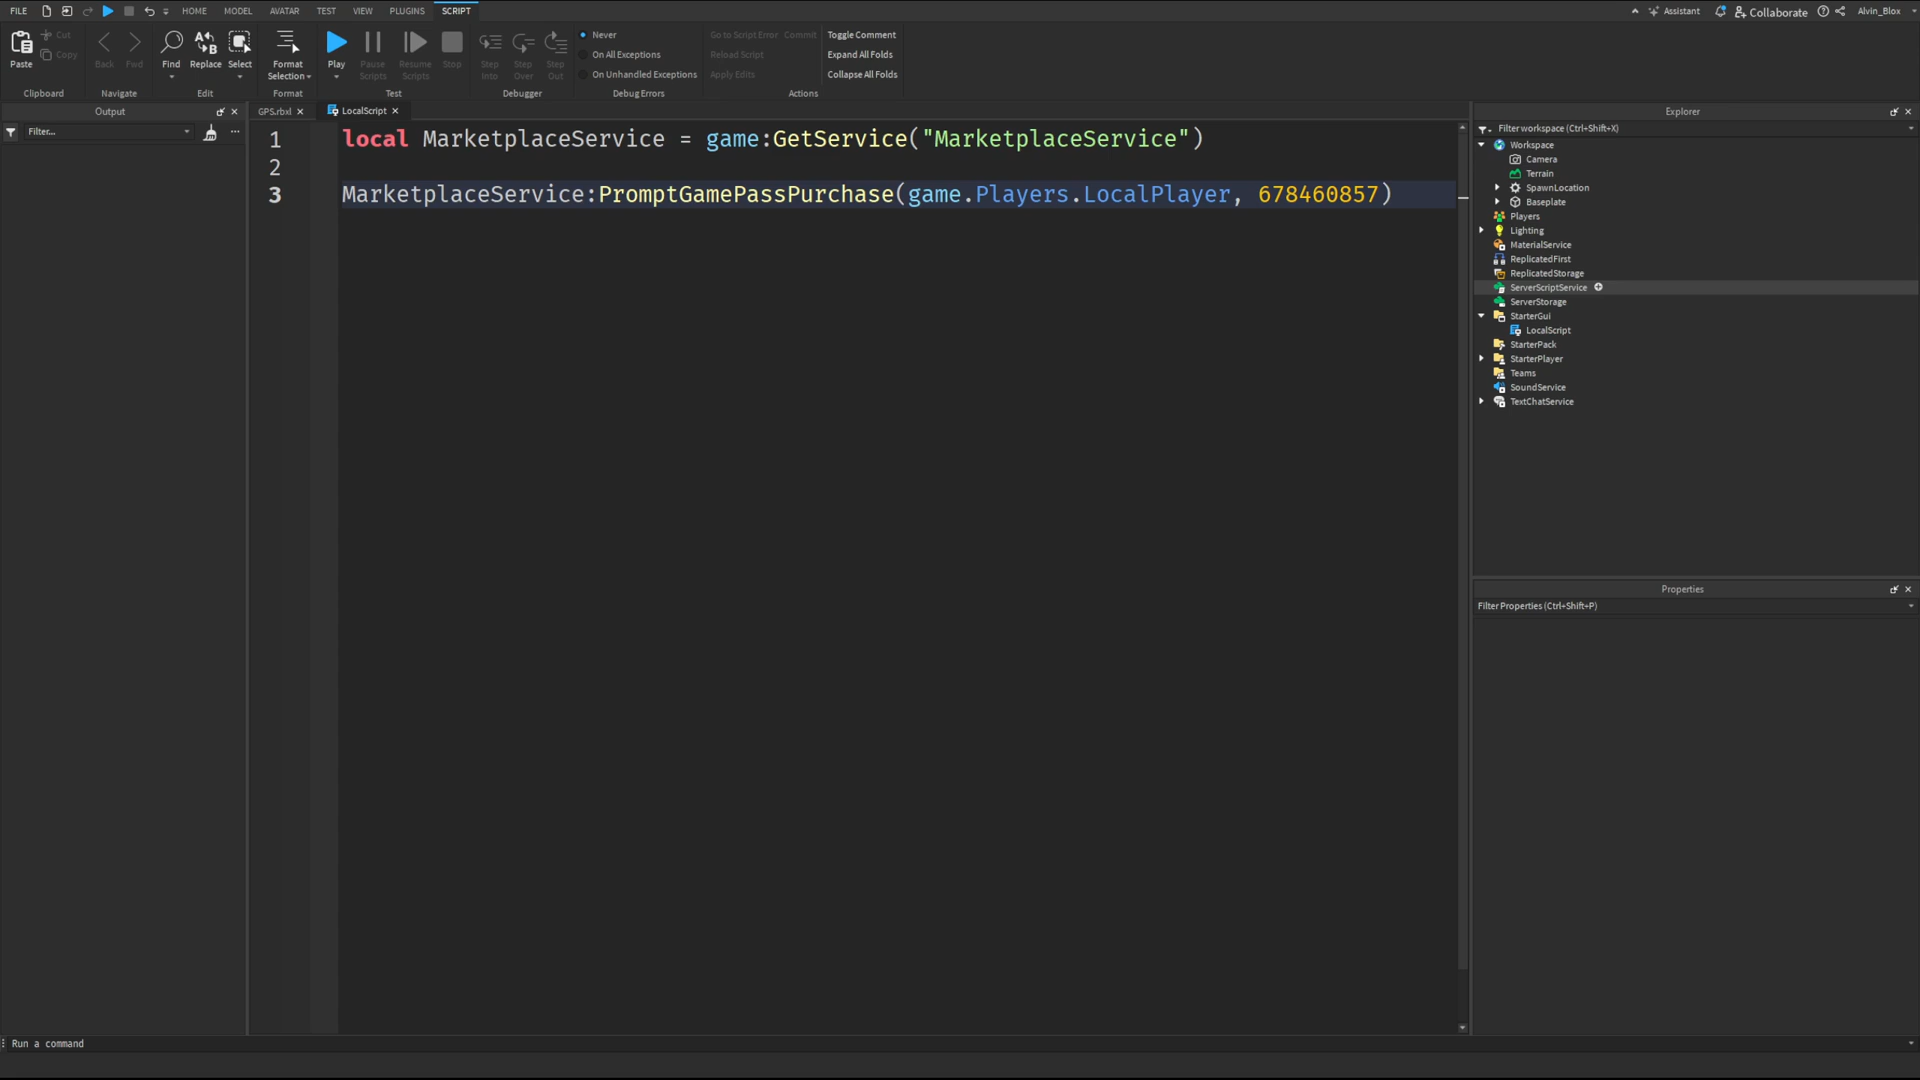 FILE HOME MODEL AVATAR TEST VIEW PLUGINS SCRIPT Assistant Collaborate Alvin_Blox
Paste Cut Copy
Clipboard
Back Fwd
Navigate
Find Replace Select
Edit
Format Selection
Format
Play Pause Scripts Resume Scripts Stop
Test
Step Into Step Over Step Out
Debugger
Never
On All Exceptions
On Unhandled Exceptions
Debug Errors
Go to Script Error Commit
Reload Script
Apply Edits
Toggle Comment
Expand All Folds
Collapse All Folds
Actions
Output
Filter...
GPS.rbxl LocalScript
1 local MarketplaceService = game:GetService("MarketplaceService")
2
3 MarketplaceService:PromptGamePassPurchase(game.Players.LocalPlayer, 678460857)
Explorer
Filter workspace (Ctrl+Shift+X)
Workspace
Camera
Terrain
SpawnLocation
Baseplate
Players
Lighting
MaterialService
ReplicatedFirst
ReplicatedStorage
ServerScriptService
ServerStorage
StarterGui
LocalScript
StarterPack
StarterPlayer
Teams
SoundService
TextChatService
Properties
Filter Properties (Ctrl+Shift+P)
Run a command